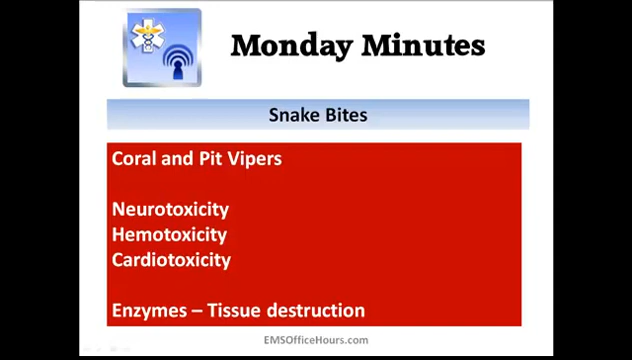 Monday Minutes
Snake Bites
Coral and Pit Vipers
Neurotoxicity
Hemotoxicity
Cardiotoxicity
Enzymes – Tissue destruction
EMSOfficeHours.com